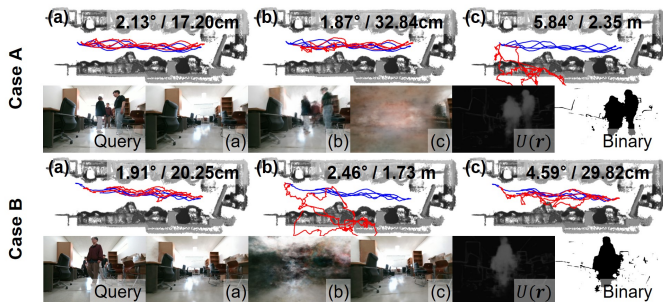 Case A
(a) 2.13° / 17.20cm (b) 1.87° / 32.84cm (c) 5.84° / 2.35 m
Query (a) (b) (c) U(r) Binary
Case B
(a) 1.91° / 20.25cm (b) 2.46° / 1.73 m (c) 4.59° / 29.82cm
Query (a) (b) (c) U(r) Binary